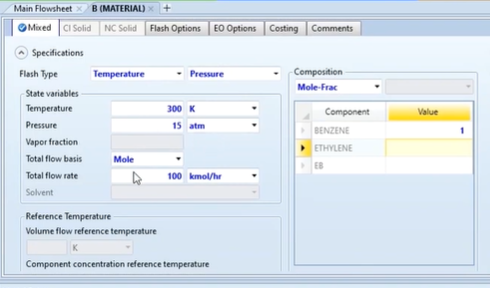 Main Flowsheet × B (MATERIAL) × +
Mixed CI Solid NC Solid Flash Options EO Options Costing Comments
Specifications
Flash Type Temperature Pressure
State variables
Temperature 300 K
Pressure 15 atm
Vapor fraction
Total flow basis Mole
Total flow rate 100 kmol/hr
Solvent
Reference Temperature
Volume flow reference temperature
K
Component concentration reference temperature
Composition
Mole-Frac
Component Value
BENZENE 1
ETHYLENE
EB